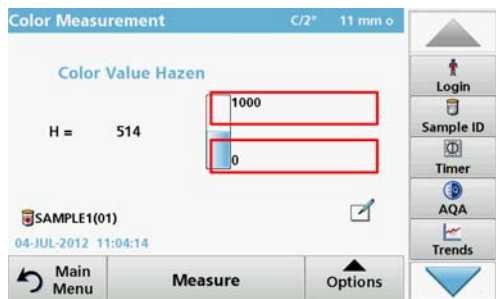 Color Measurement C/2° 11 mm o
Color Value Hazen
1000
H = 514
0
SAMPLE1(01)
04-JUL-2012 11:04:14
Main Menu
Measure
Options
Login
Sample ID
Timer
AQA
Trends